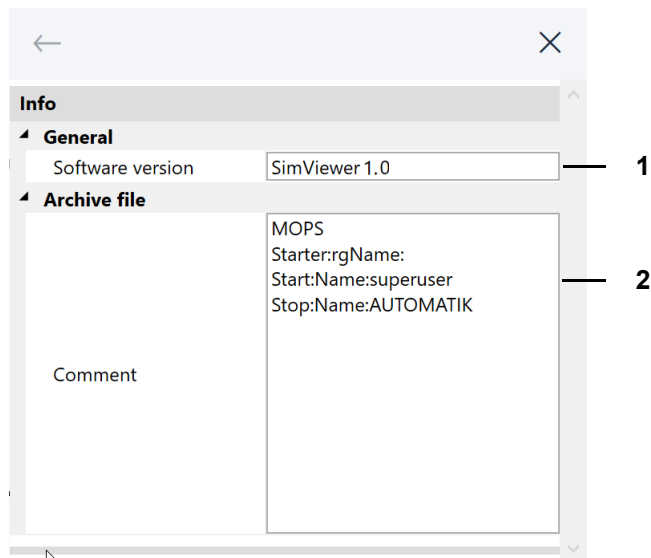 Info
General
Software version
SimViewer 1.0
1
Archive file
MOPS
Starter:rgName:
Start:Name:superuser
2
Stop:Name:AUTOMATIK
Comment